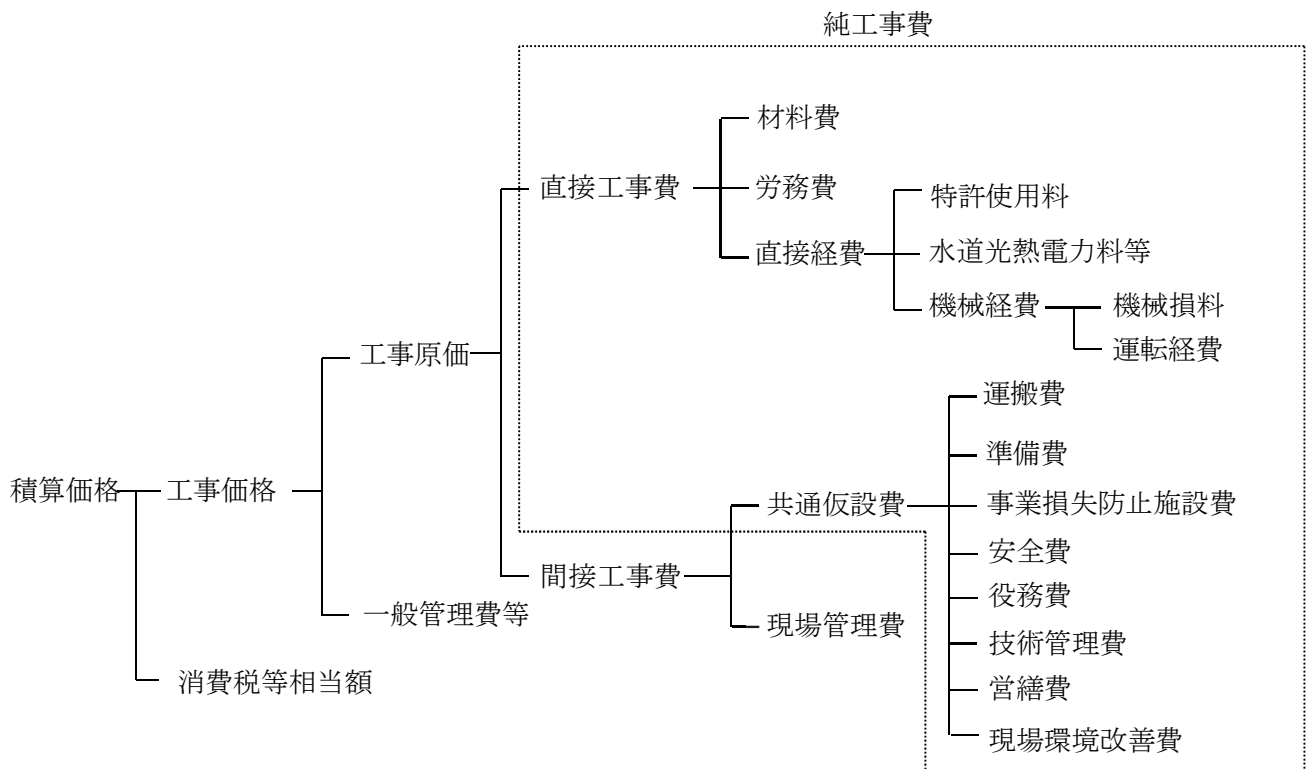 純工事費
材料費
直接工事費
労務費
特許使用料
直接経費
水道光熱電力料等
機械経費
機械損料
運転経費
工事原価
運搬費
準備費
積算価格
工事価格
共通仮設費
事業損失防止施設費
安全費
間接工事費
役務費
一般管理費等
現場管理費
技術管理費
消費税等相当額
営繕費
現場環境改善費